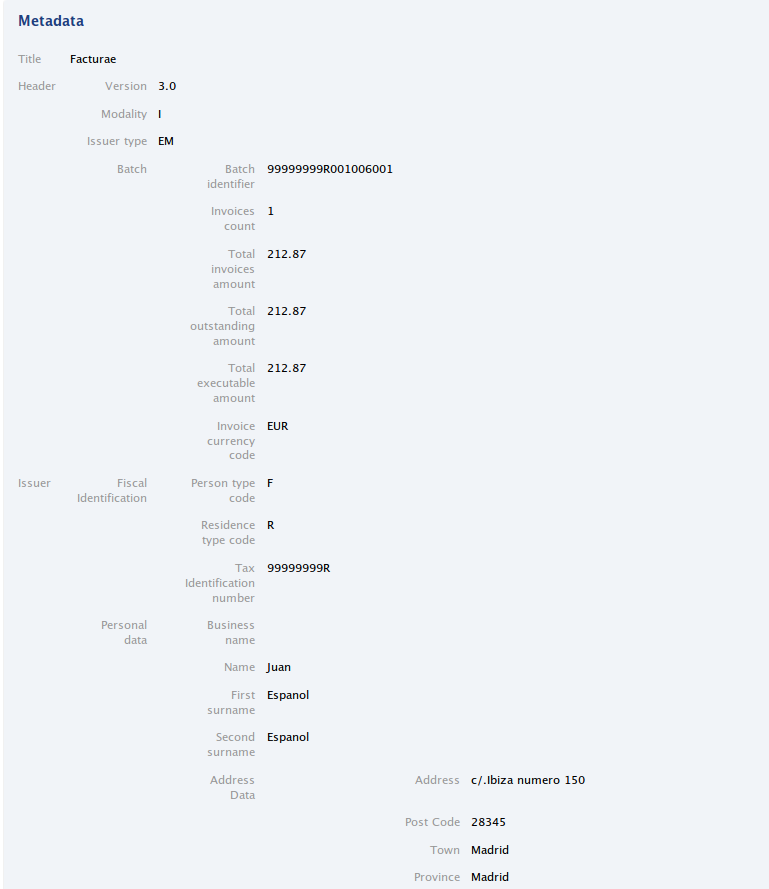 Metadata
Title Facturae
Header Version 3.0
Modality I
Issuer type EM
Batch Batch identifier 99999999R001006001
Invoices count 1
Total invoices amount 212.87
Total outstanding amount 212.87
Total executable amount 212.87
Invoice currency code EUR
Issuer Fiscal Identification Person type code F
Residence type code R
Tax Identification number 99999999R
Personal data Business name
Name Juan
First surname Espanol
Second surname Espanol
Address Data Address c/.Ibiza numero 150
Post Code 28345
Town Madrid
Province Madrid